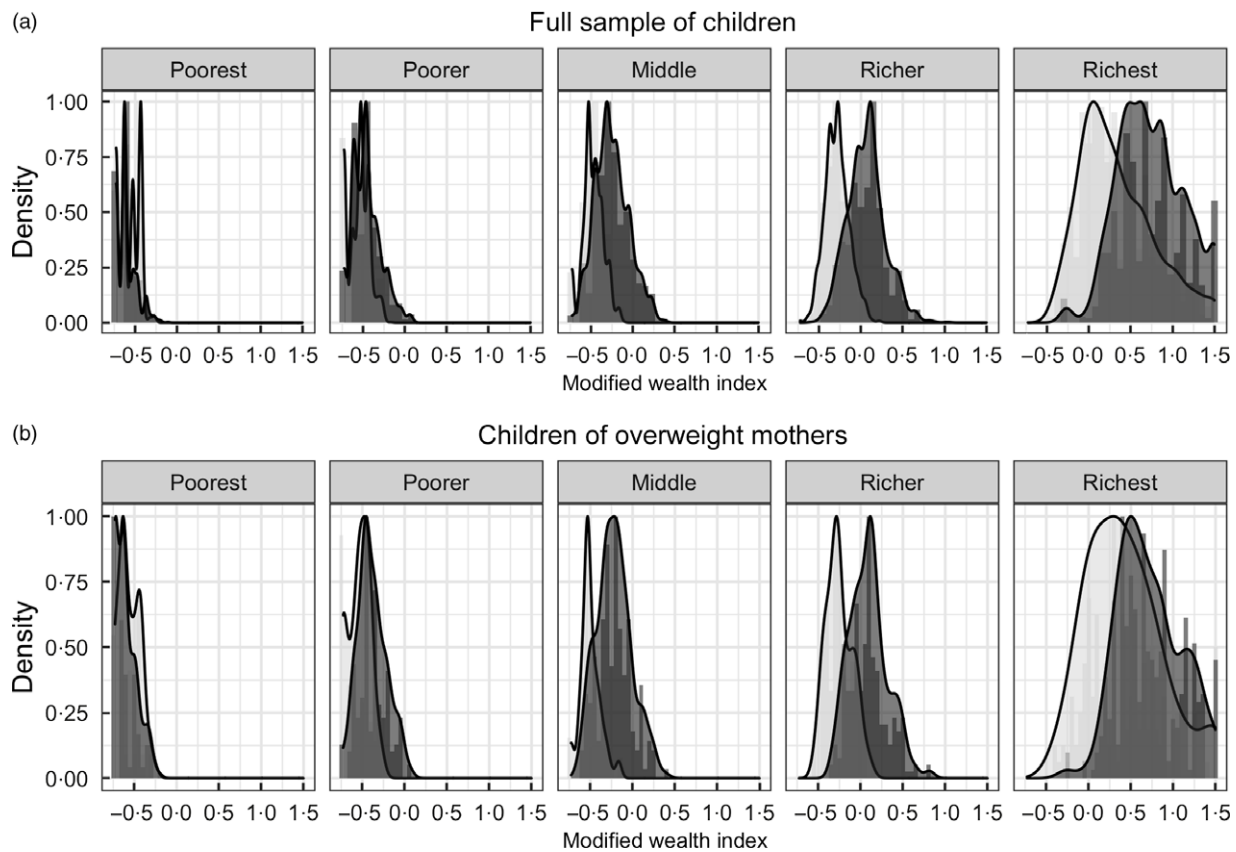 (a)
Full sample of children
Poorest Poorer Middle Richer Richest
1·00
0·75
0·50
0·25
0·00
Density
−0·5 0·0 0·5 1·0 1·5 −0·5 0·0 0·5 1·0 1·5 −0·5 0·0 0·5 1·0 1·5 −0·5 0·0 0·5 1·0 1·5 −0·5 0·0 0·5 1·0 1·5
Modified wealth index
(b)
Children of overweight mothers
Poorest Poorer Middle Richer Richest
1·00
0·75
0·50
0·25
0·00
Density
−0·5 0·0 0·5 1·0 1·5 −0·5 0·0 0·5 1·0 1·5 −0·5 0·0 0·5 1·0 1·5 −0·5 0·0 0·5 1·0 1·5 −0·5 0·0 0·5 1·0 1·5
Modified wealth index